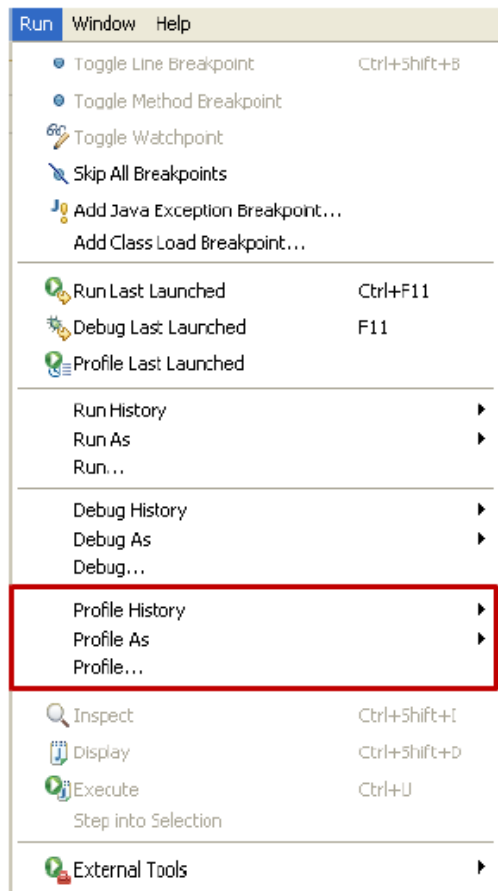 Run Window Help
Toggle Line Breakpoint Ctrl+Shift+B
Toggle Method Breakpoint
Toggle Watchpoint
Skip All Breakpoints
Add Java Exception Breakpoint...
Add Class Load Breakpoint...
Run Last Launched Ctrl+F11
Debug Last Launched F11
Profile Last Launched
Run History
Run As
Run...
Debug History
Debug As
Debug...
Profile History
Profile As
Profile...
Inspect Ctrl+Shift+I
Display Ctrl+Shift+D
Execute Ctrl+U
Step into Selection
External Tools